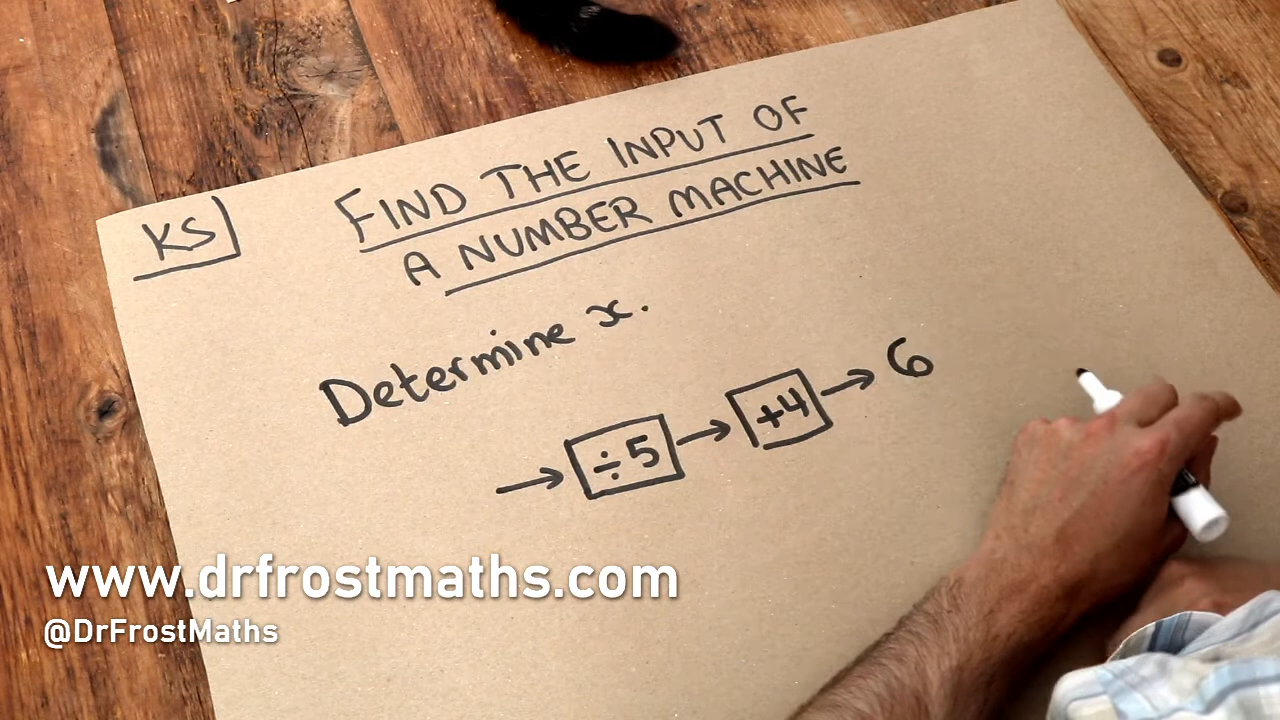 KS
FIND THE INPUT OF
A NUMBER MACHINE
Determine x.
→ ÷5 → +4 → 6
www.drfrostmaths.com
@DrFrostMaths